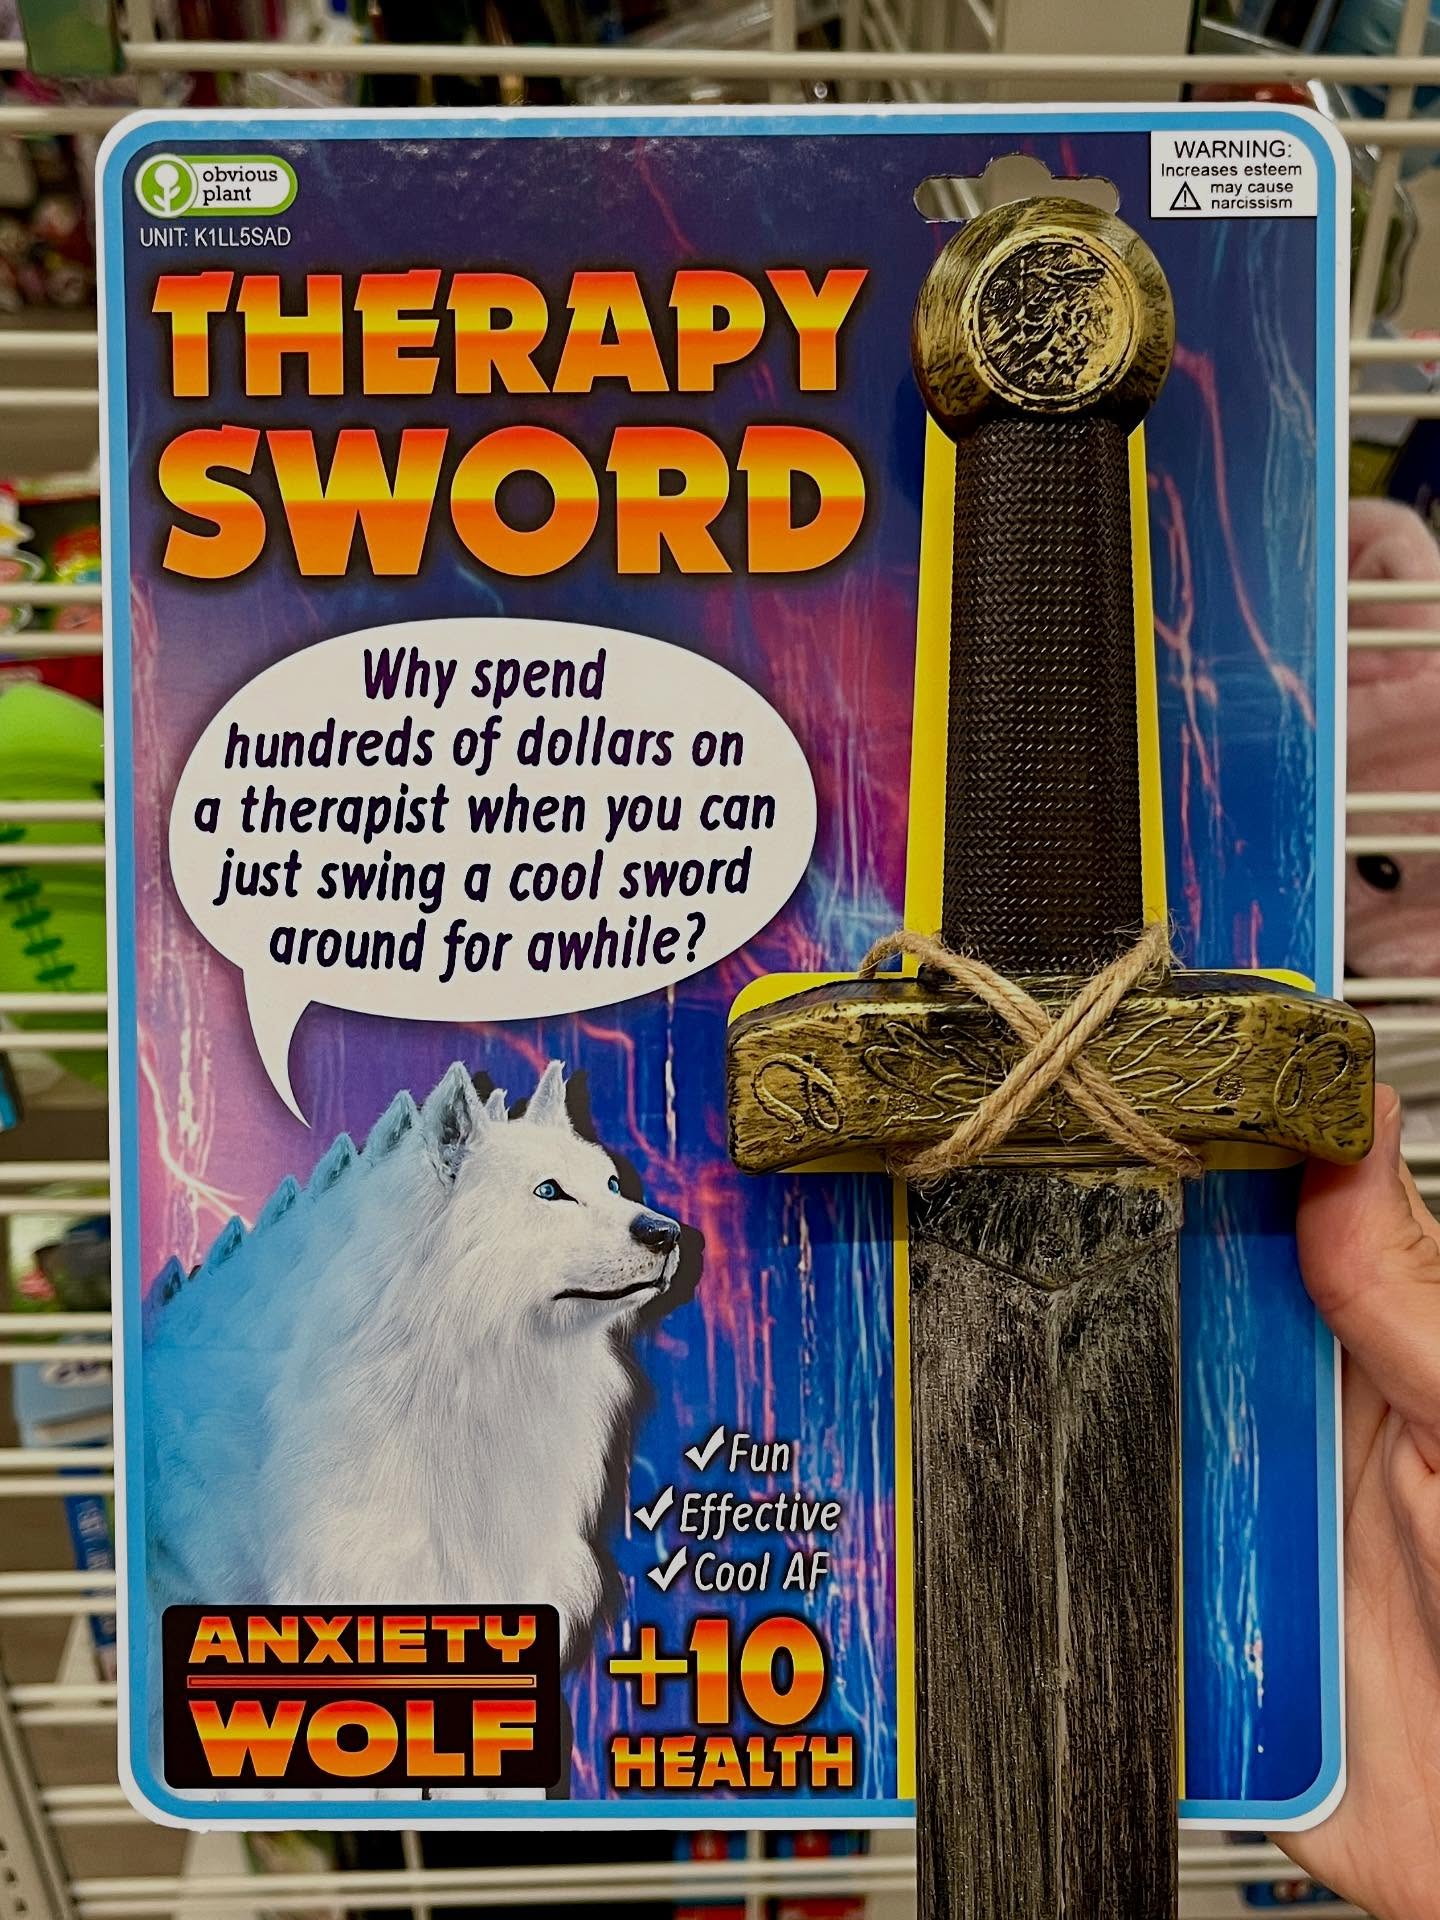 obvious
plant
UNIT: K1LL5SAD
WARNING:
Increases esteem
may cause
narcissism
THERAPY
SWORD
Why spend
hundreds of dollars on
a therapist when you can
just swing a cool sword
around for awhile?
✓Fun
✓Effective
✓Cool AF
ANXIETY
WOLF
+10
HEALTH